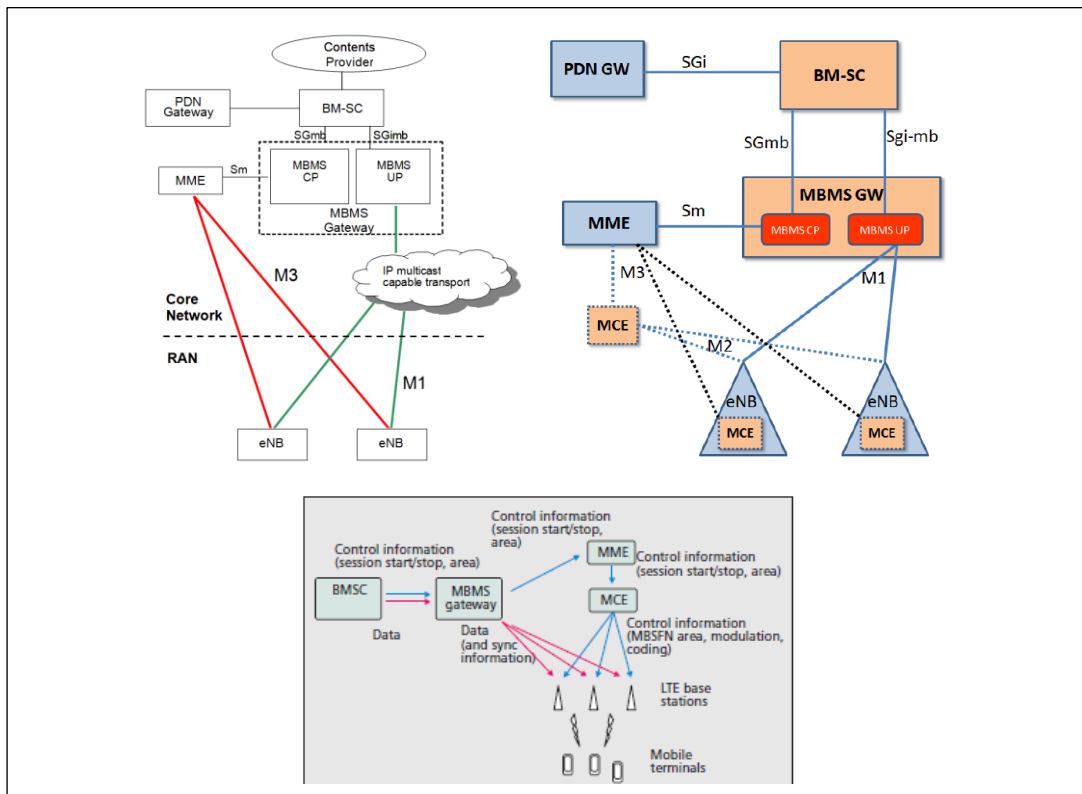 Contents
Provider
PDN
Gateway
BM-SC
SGmb
SGimb
MBMS
CP
MBMS
UP
Sm
MME
MBMS
Gateway
IP multicast
capable transport
M3
Core
Network
RAN
M1
eNB
eNB
PDN GW
SGi
BM-SC
SGmb
Sgi-mb
MBMS GW
MME
Sm
MBMS CP
MBMS UP
M3
M1
MCE
M2
eNB
MCE
eNB
MCE
Control information
(session start/stop,
area)
Control information
(session start/stop, area)
MME
Control information
(session start/stop, area)
BMSC
MBMS
gateway
MCE
Data
Data
(and sync
information)
Control information
(MBSFN area, modulation,
coding)
LTE base
stations
Mobile
terminals